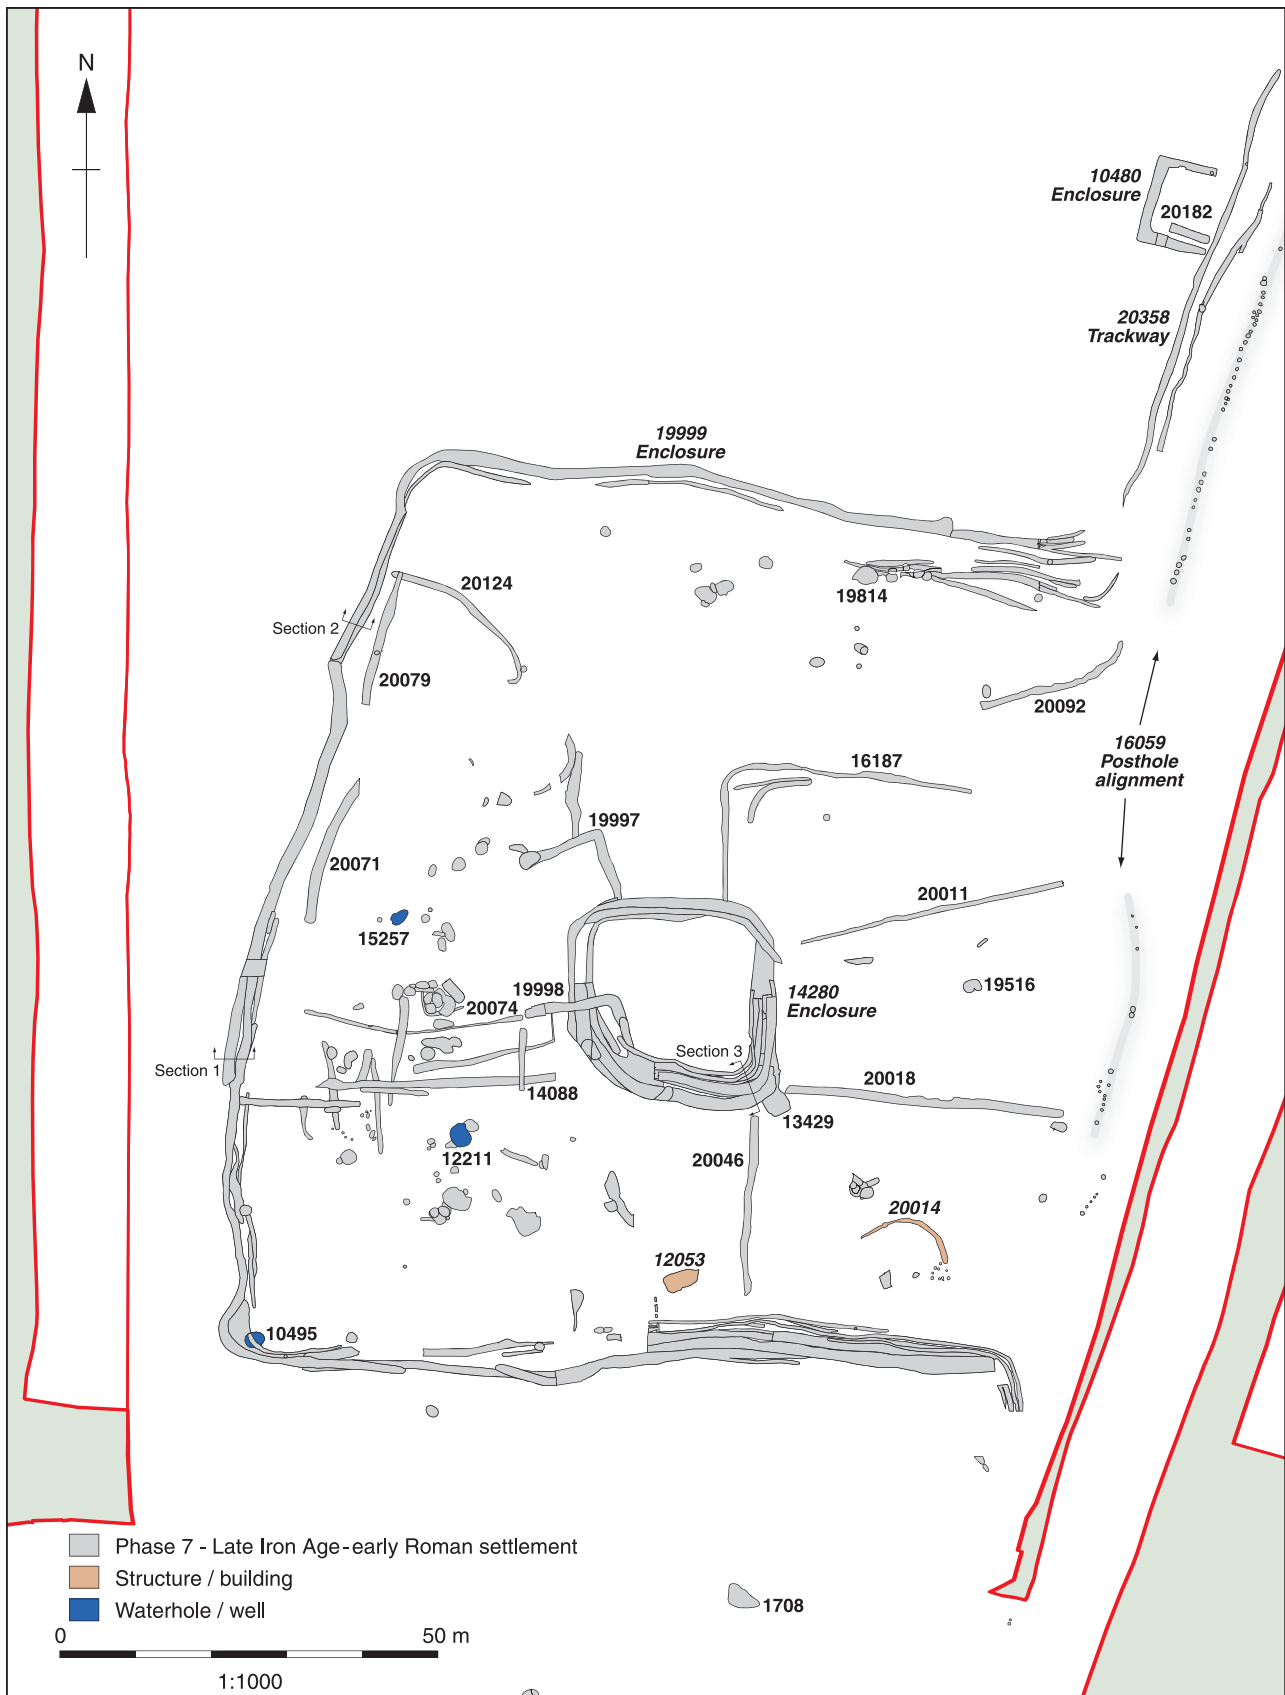 N
10480
Enclosure
20182
20358
Trackway
19999
Enclosure
20124
19814
Section 2
20079
20092
16059
Posthole
alignment
16187
19997
20071
20011
15257
19516
19998
20074
14280
Enclosure
Section 3
Section 1
20018
14088
13429
12211
20046
20014
12053
10495
Phase 7 - Late Iron Age-early Roman settlement
Structure / building
Waterhole / well
1708
0 50 m
1:1000